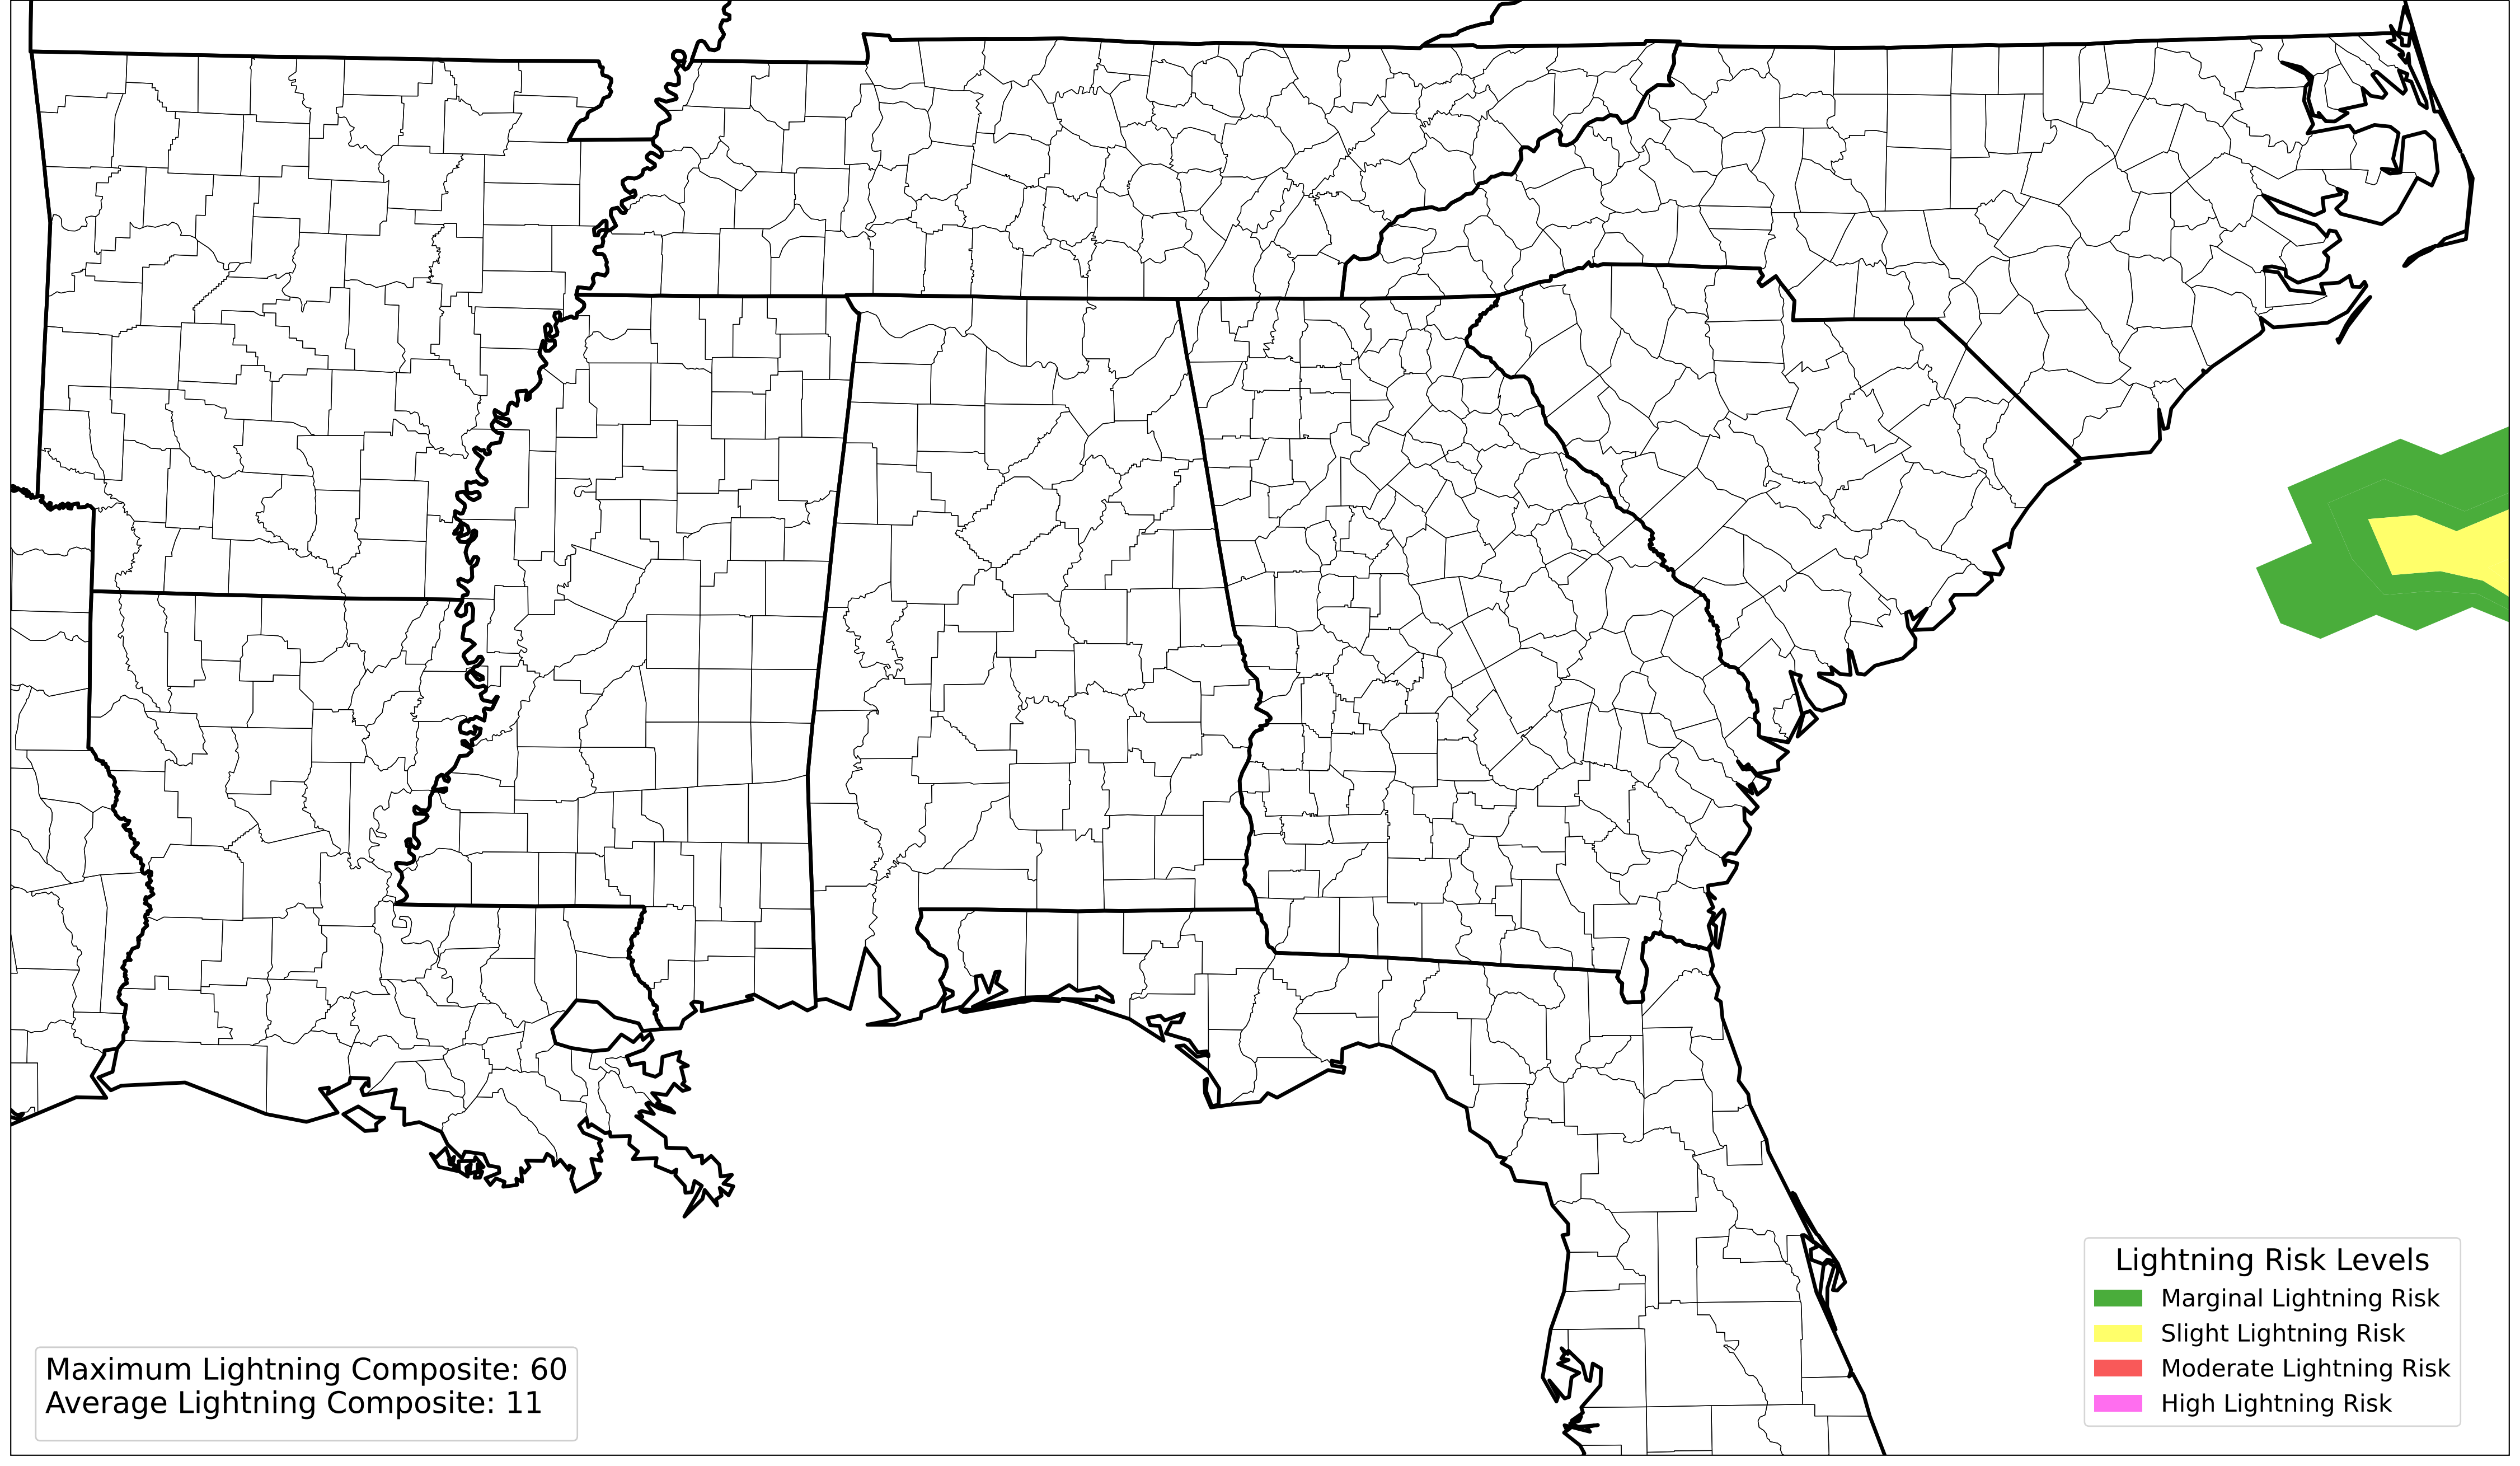 Lightning Risk Levels
Marginal Lightning Risk
Slight Lightning Risk
Moderate Lightning Risk
High Lightning Risk
Maximum Lightning Composite: 60
Average Lightning Composite: 11